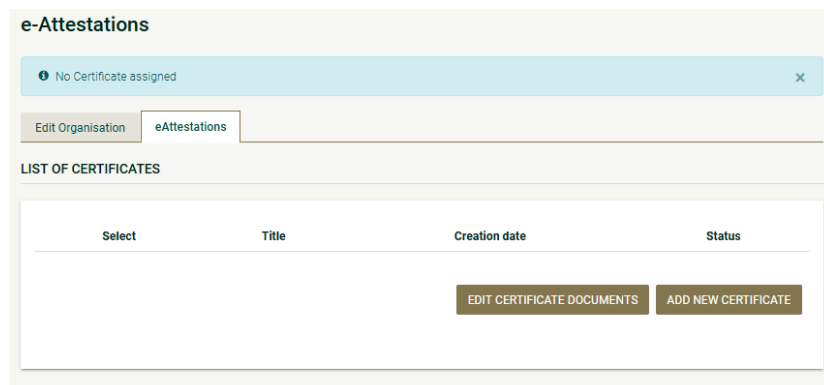 e-Attestations
No Certificate assigned ×
Edit Organisation eAttestations
LIST OF CERTIFICATES
Select Title Creation date Status
EDIT CERTIFICATE DOCUMENTS ADD NEW CERTIFICATE